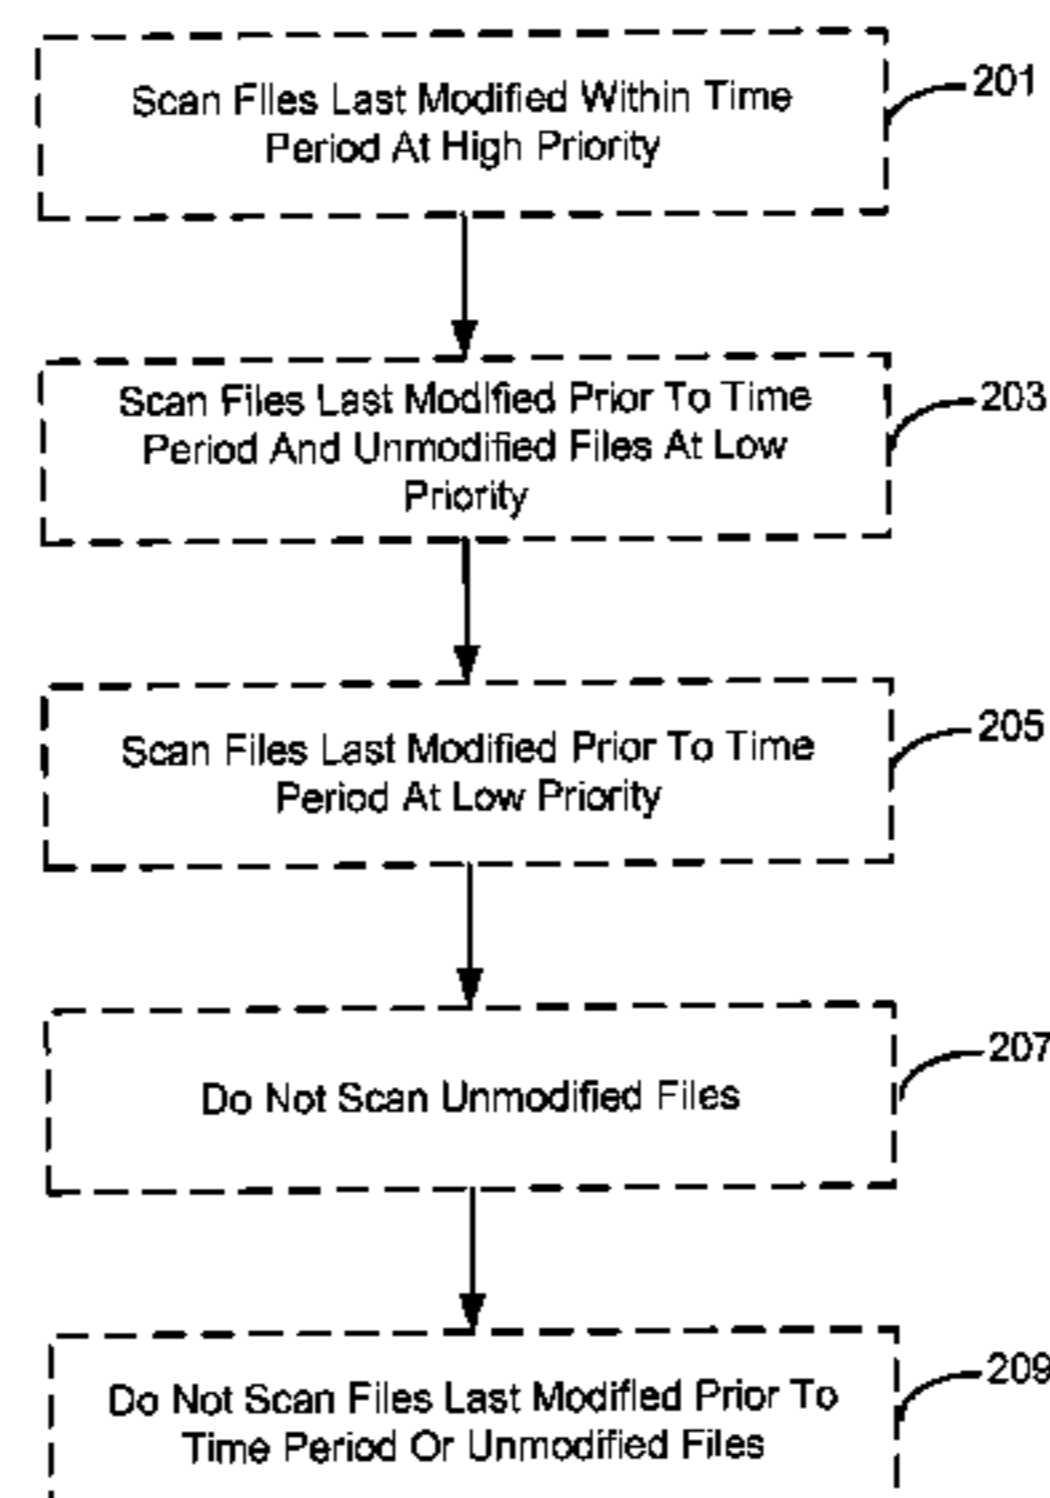 Scan Files Last Modified Within Time
Period At High Priority
201
Scan Files Last Modified Prior To Time
Period And Unmodified Files At Low
Priority
203
Scan Files Last Modified Prior To Time
Period At Low Priority
205
Do Not Scan Unmodified Files
207
Do Not Scan Files Last Modified Prior To
Time Period Or Unmodified Files
209